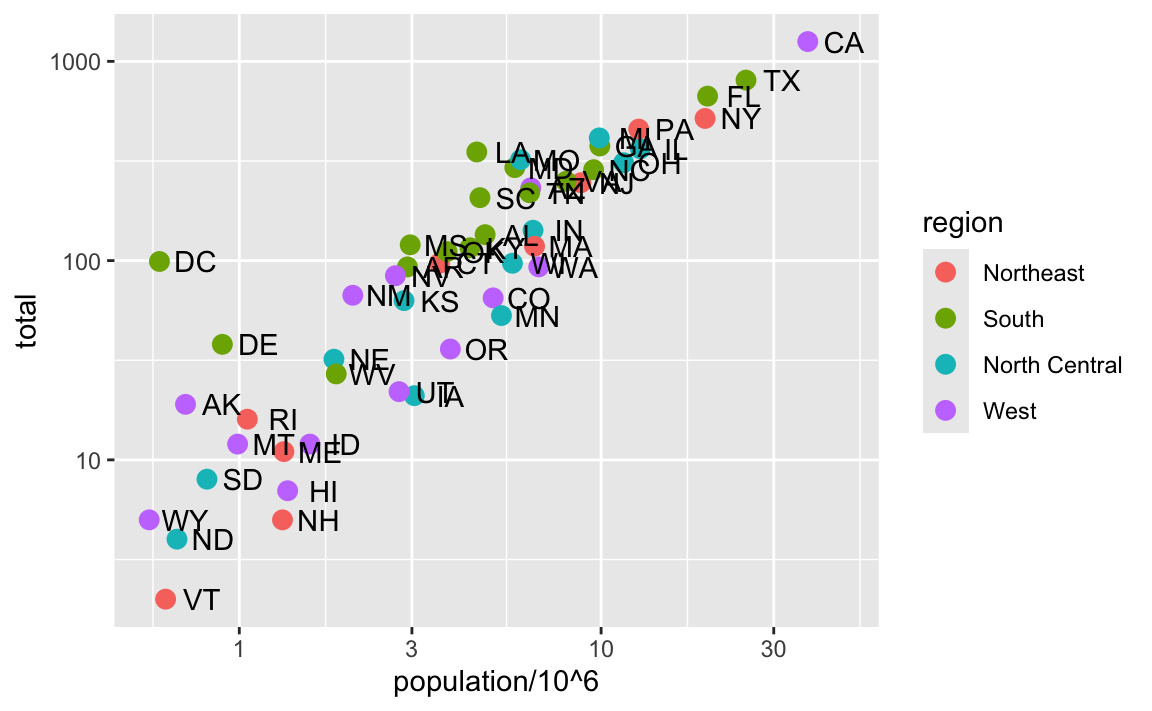 CA
1000
TX
FL
NY
PA
MI
GA
IL
LA
MO
OH
MD
NC
VA
NJ
AZ
TN
SC
IN
AL
MS
KY
MA
OK
100
DC
AR
CT
WI
WA
NV
NM
KS
CO
MN
DE
OR
NE
WV
UT
IA
AK
RI
MT
ID
ME
10
SD
HI
WY
NH
ND
VT
1
3
10
30
population/10^6
total
region
Northeast
South
North Central
West